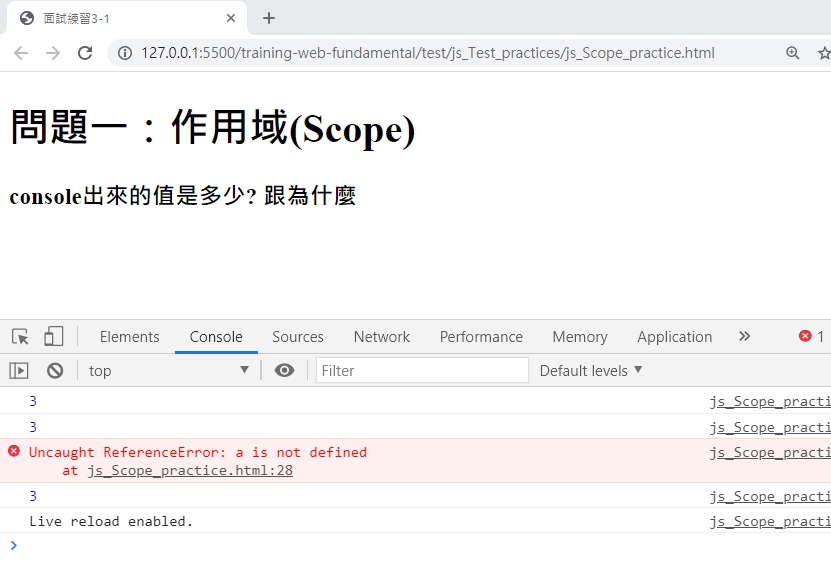 面試練習3-1
127.0.0.1:5500/training-web-fundamental/test/js_Test_practices/js_Scope_practice.html
問題一：作用域(Scope)
console出來的值是多少? 跟為什麼
Elements Console Sources Network Performance Memory Application 1
top Filter Default levels
3 js_Scope_practi
3 js_Scope_practi
Uncaught ReferenceError: a is not defined js_Scope_practi
at js_Scope_practice.html:28
3 js_Scope_practi
Live reload enabled. js_Scope_practi